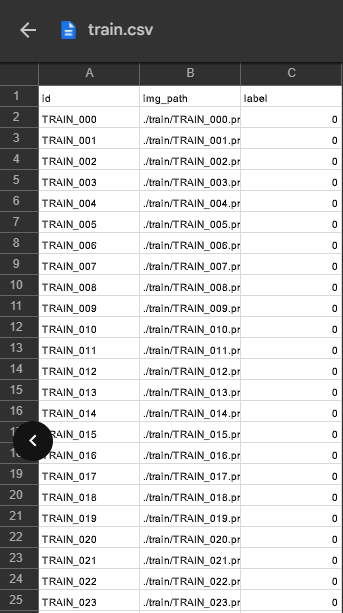 train.csv
A B C
1 id img_path label
2 TRAIN_000 ./train/TRAIN_000.pr 0
3 TRAIN_001 ./train/TRAIN_001.pr 0
4 TRAIN_002 ./train/TRAIN_002.pr 0
5 TRAIN_003 ./train/TRAIN_003.pr 0
6 TRAIN_004 ./train/TRAIN_004.pr 0
7 TRAIN_005 ./train/TRAIN_005.pr 0
8 TRAIN_006 ./train/TRAIN_006.pr 0
9 TRAIN_007 ./train/TRAIN_007.pr 0
10 TRAIN_008 ./train/TRAIN_008.pr 0
11 TRAIN_009 ./train/TRAIN_009.pr 0
12 TRAIN_010 ./train/TRAIN_010.pr 0
13 TRAIN_011 ./train/TRAIN_011.pr 0
14 TRAIN_012 ./train/TRAIN_012.pr 0
15 TRAIN_013 ./train/TRAIN_013.pr 0
16 TRAIN_014 ./train/TRAIN_014.pr 0
TRAIN_015 ./train/TRAIN_015.pr 0
TRAIN_016 ./train/TRAIN_016.pr 0
19 TRAIN_017 ./train/TRAIN_017.pr 0
20 TRAIN_018 ./train/TRAIN_018.pr 0
21 TRAIN_019 ./train/TRAIN_019.pr 0
22 TRAIN_020 ./train/TRAIN_020.pr 0
23 TRAIN_021 ./train/TRAIN_021.pr 0
24 TRAIN_022 ./train/TRAIN_022.pr 0
25 TRAIN_023 ./train/TRAIN_023.pr 0